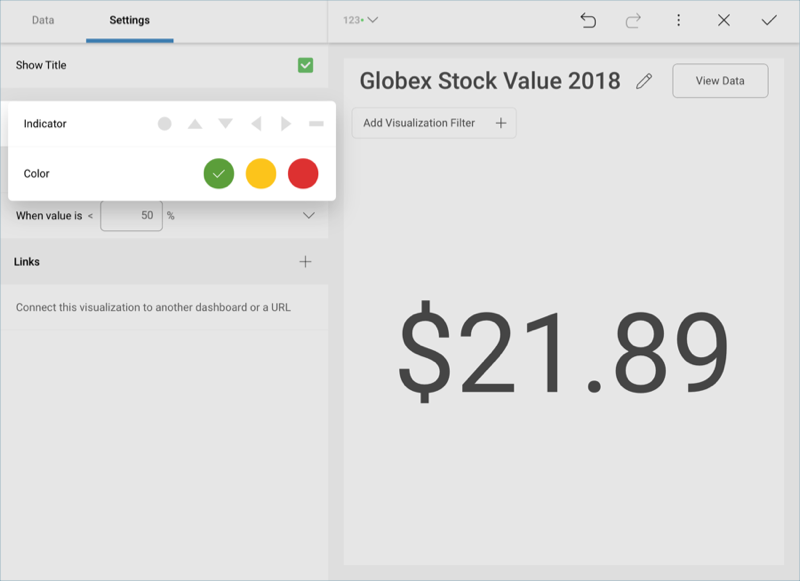 Data
Settings
123
Show Title
Indicator
Color
When value is < 50 %
Links
Connect this visualization to another dashboard or a URL
Globex Stock Value 2018
View Data
Add Visualization Filter
$21.89